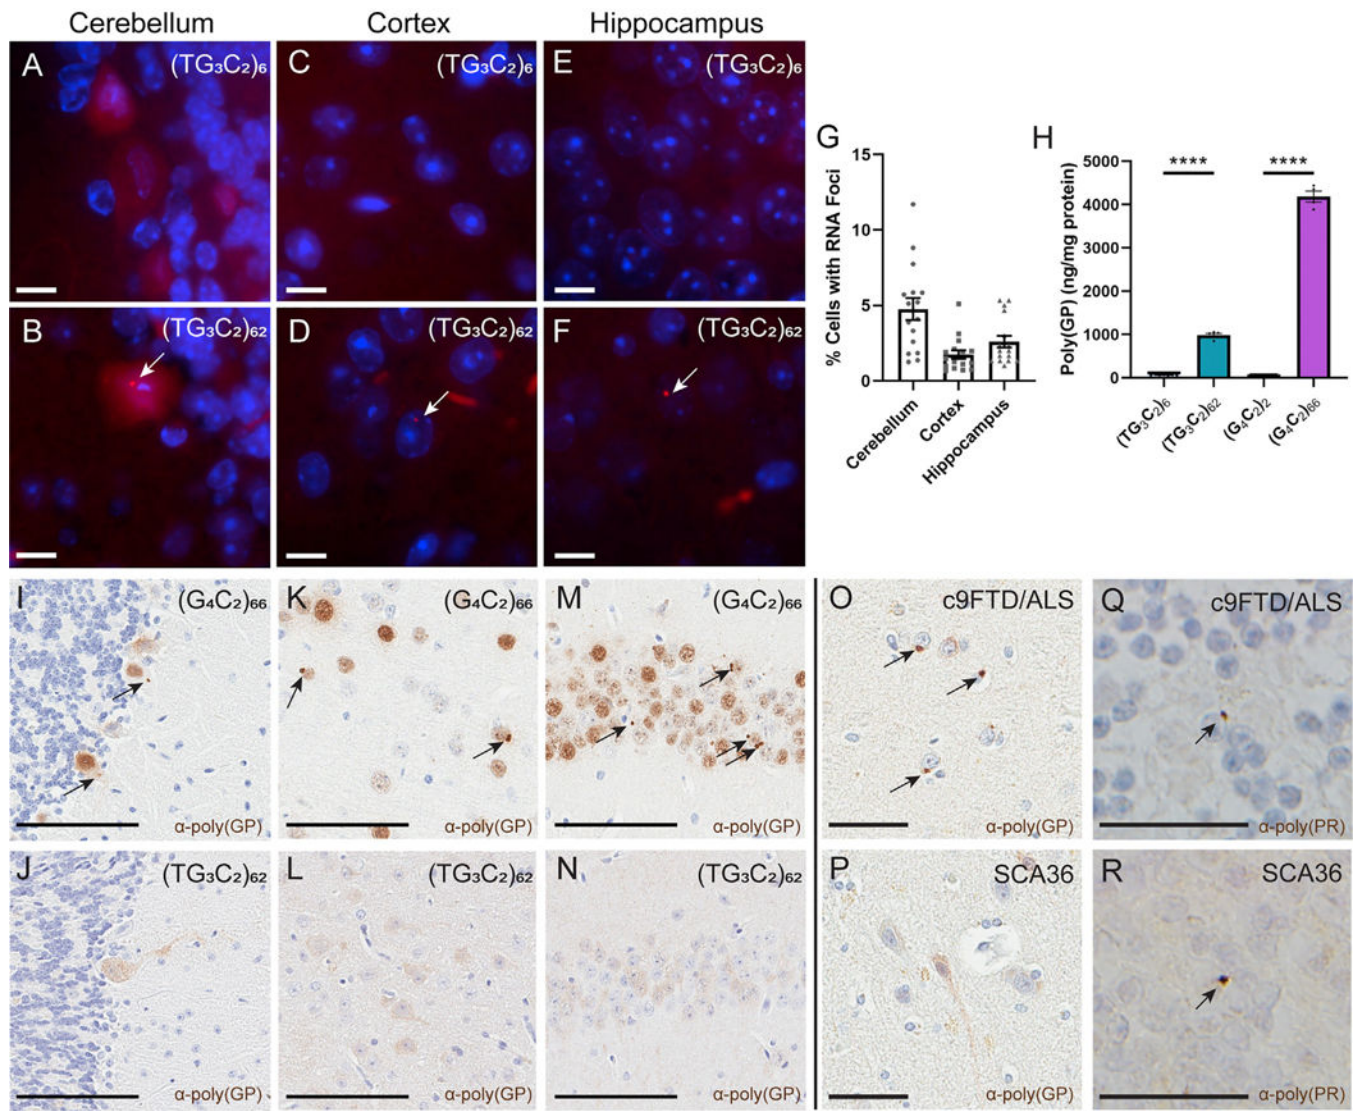 Cerebellum
Cortex
Hippocampus
A
(TG₃C₂)₆
C
(TG₃C₂)₆
E
(TG₃C₂)₆
B
(TG₃C₂)₆₂
D
(TG₃C₂)₆₂
F
(TG₃C₂)₆₂
G
% Cells with RNA Foci
15
10
5
0
Cerebellum
Cortex
Hippocampus
H
Poly(GP) (ng/mg protein)
5000
4000
3000
2000
1000
0
****
****
(TG₃C₂)₆
(TG₃C₂)₆₂
(G₄C₂)₂
(G₄C₂)₆₆
I
(G₄C₂)₆₆
α-poly(GP)
K
(G₄C₂)₆₆
α-poly(GP)
M
(G₄C₂)₆₆
α-poly(GP)
O
c9FTD/ALS
α-poly(GP)
Q
c9FTD/ALS
α-poly(PR)
J
(TG₃C₂)₆₂
α-poly(GP)
L
(TG₃C₂)₆₂
α-poly(GP)
N
(TG₃C₂)₆₂
α-poly(GP)
P
SCA36
α-poly(GP)
R
SCA36
α-poly(PR)